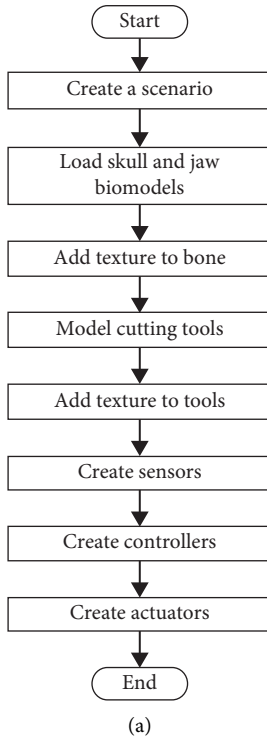 Start
Create a scenario
Load skull and jaw
biomodels
Add texture to bone
Model cutting tools
Add texture to tools
Create sensors
Create controllers
Create actuators
End
(a)